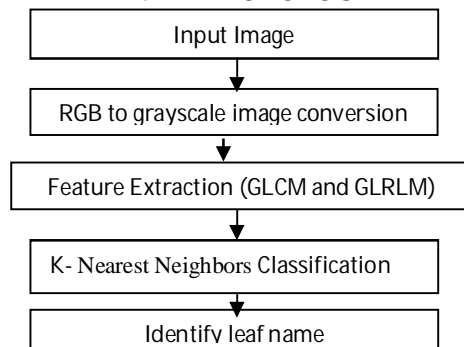 Input Image
RGB to grayscale image conversion
Feature Extraction (GLCM and GLRLM)
K- Nearest Neighbors Classification
Identify leaf name